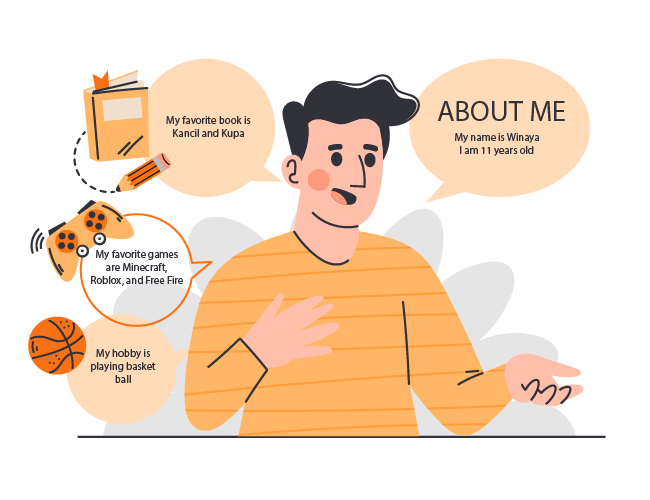 ABOUT ME
My name is Winaya
I am 11 years old
My favorite book is
Kancil and Kupa
My favorite games
are Minecraft,
Roblox, and Free Fire
My hobby is
playing basket
ball